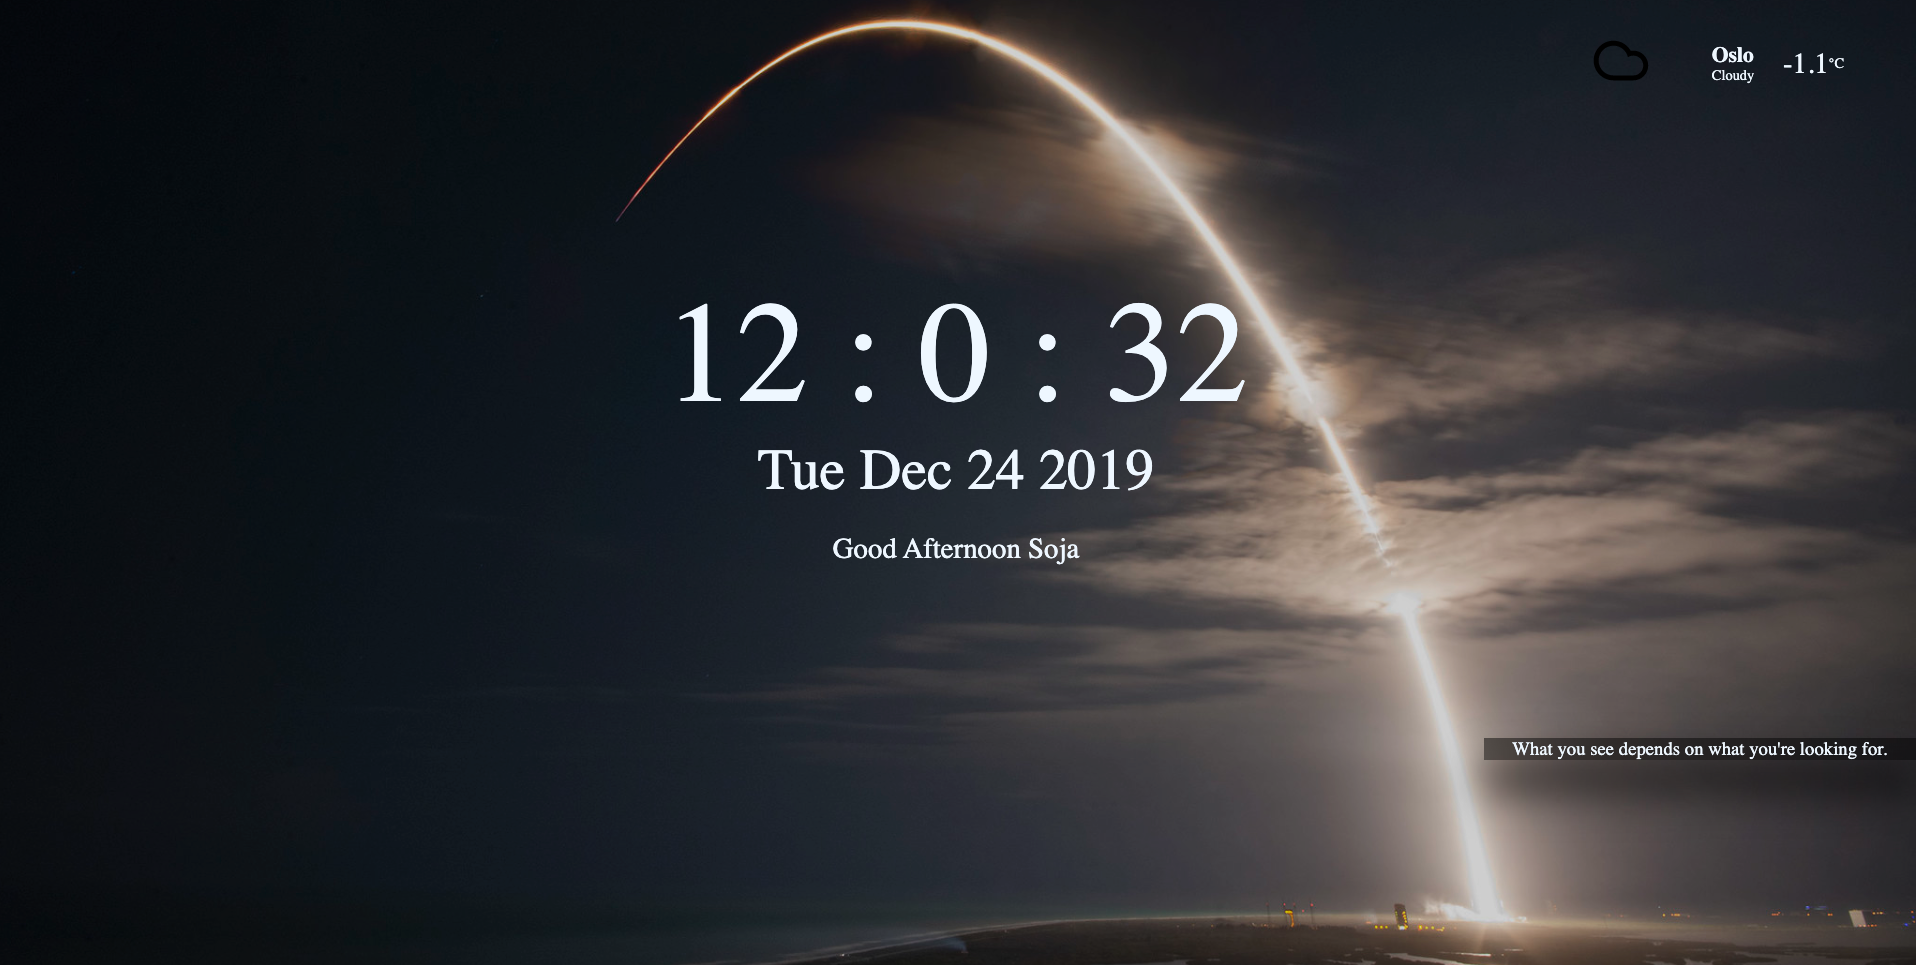 Oslo
Cloudy
-1.1°C
12 : 0 : 32
Tue Dec 24 2019
Good Afternoon Soja
What you see depends on what you're looking for.